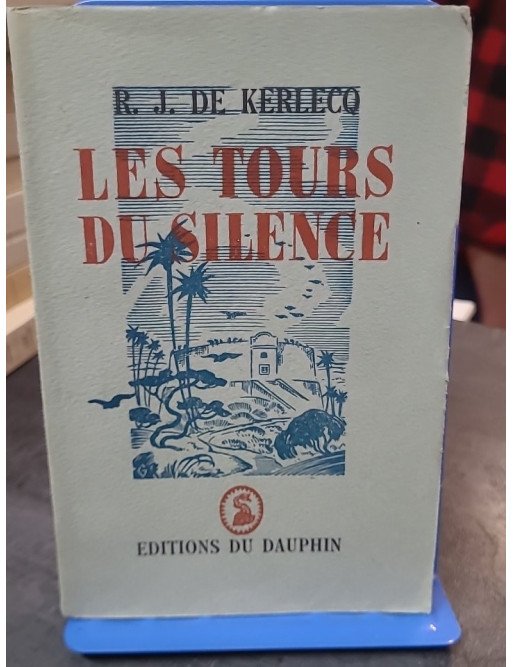 R. J. DE KERLECQ
LES TOURS
DU SILENCE
EDITIONS DU DAUPHIN